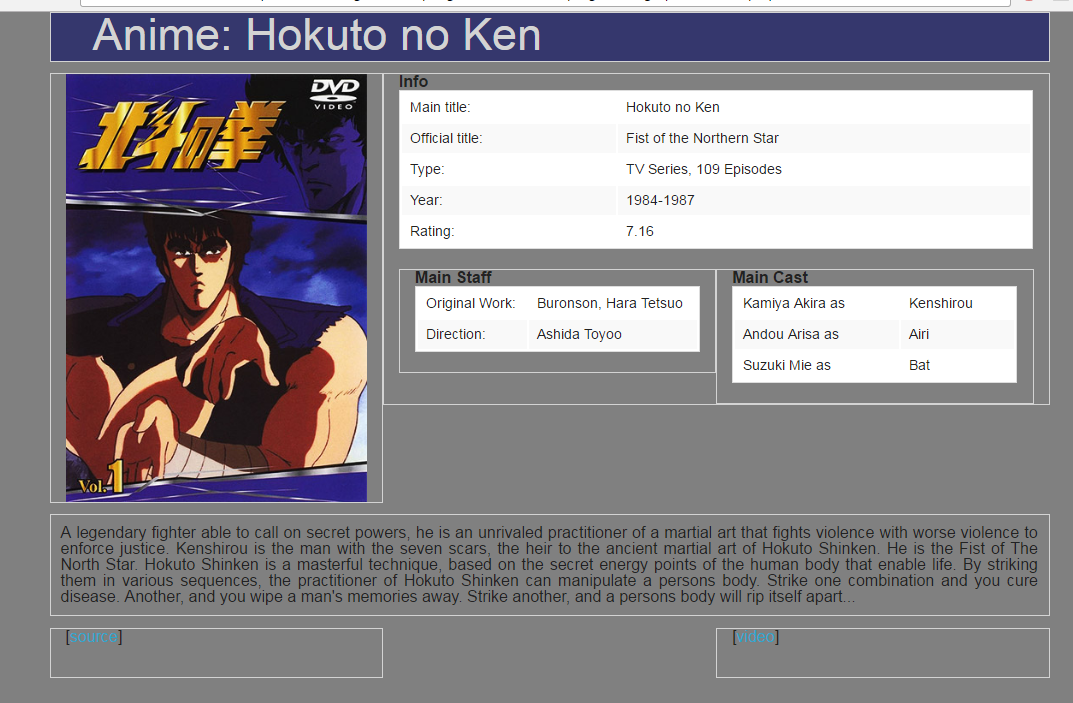 Anime: Hokuto no Ken
DVD
VIDEO
北斗の拳
Vol.1
Info
Main title: Hokuto no Ken
Official title: Fist of the Northern Star
Type: TV Series, 109 Episodes
Year: 1984-1987
Rating: 7.16
Main Staff
Original Work: Buronson, Hara Tetsuo
Direction: Ashida Toyoo
Main Cast
Kamiya Akira as Kenshirou
Andou Arisa as Airi
Suzuki Mie as Bat
A legendary fighter able to call on secret powers, he is an unrivaled practitioner of a martial art that fights violence with worse violence to
enforce justice. Kenshirou is the man with the seven scars, the heir to the ancient martial art of Hokuto Shinken. He is the Fist of The
North Star. Hokuto Shinken is a masterful technique, based on the secret energy points of the human body that enable life. By striking
them in various sequences, the practitioner of Hokuto Shinken can manipulate a persons body. Strike one combination and you cure
disease. Another, and you wipe a man's memories away. Strike another, and a persons body will rip itself apart...
[source]
[video]